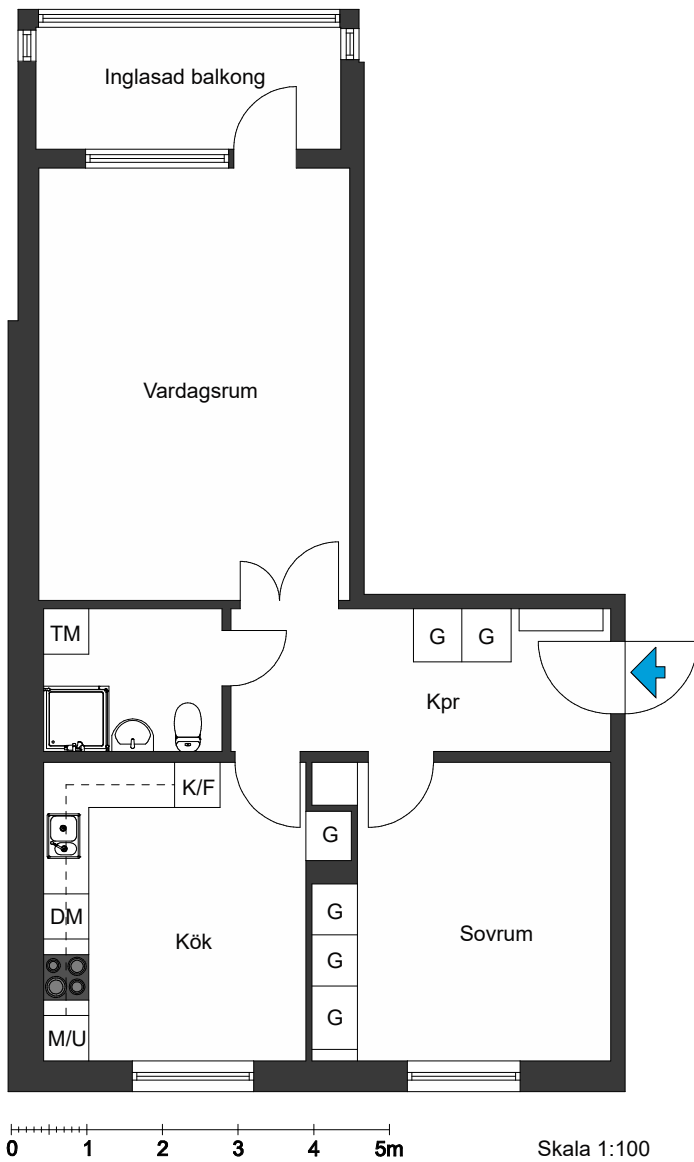 Inglasad balkong
Vardagsrum
TM
G
G
Kpr
K/F
G
DM
Kök
G
Sovrum
G
G
M/U
0 1 2 3 4 5m
Skala 1:100